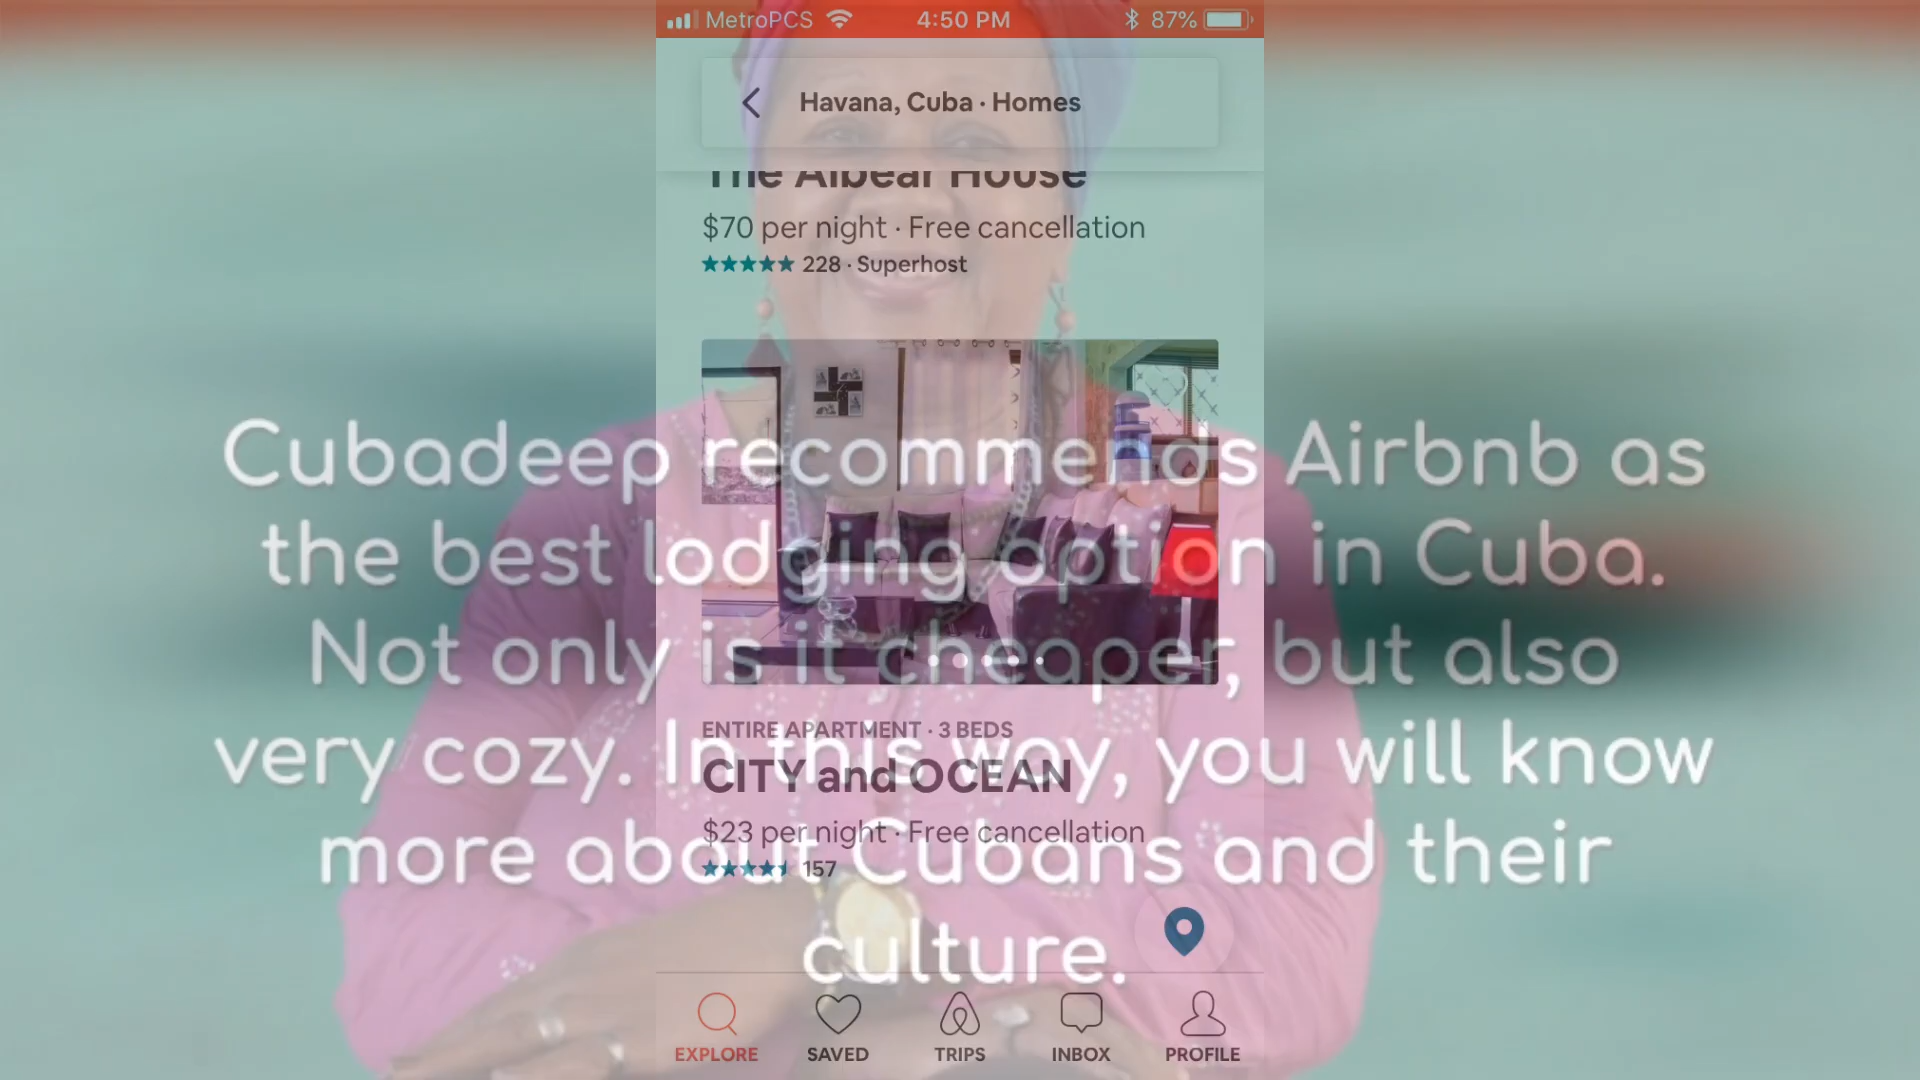 MetroPCS 4:50 PM 87%
Havana, Cuba · Homes
The Albear House
$70 per night · Free cancellation
228 · Superhost
Cubadeep recommends Airbnb as
the best lodging option in Cuba.
Not only is it cheaper, but also
very cozy. In this way, you will know
more about Cubans and their
culture.
ENTIRE APARTMENT · 3 BEDS
CITY and OCEAN
$23 per night · Free cancellation
157
EXPLORE SAVED TRIPS INBOX PROFILE